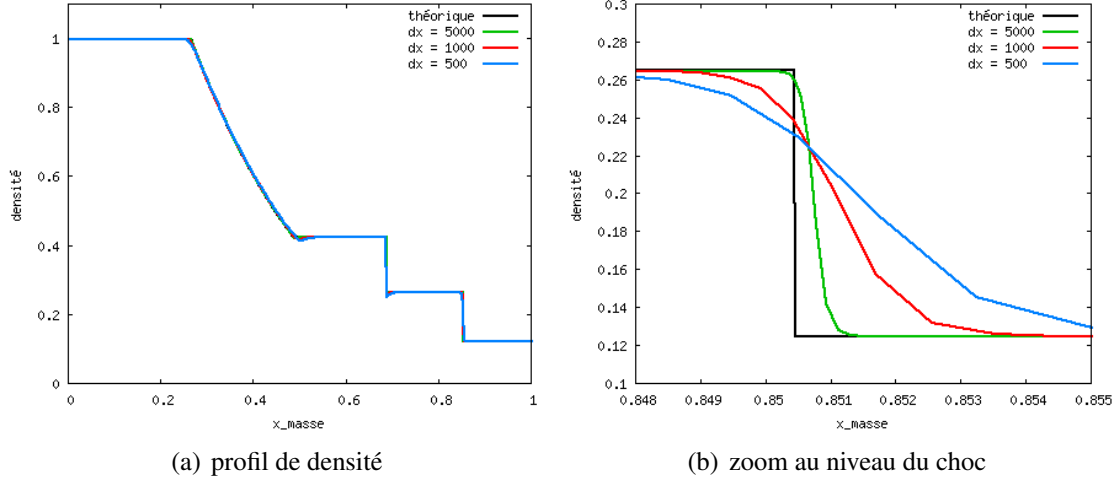 théorique
dx = 5000
dx = 1000
dx = 500
1
0.8
0.6
0.4
0.2
0
densité
0
0.2
0.4
0.6
0.8
1
x_masse
(a) profil de densité
théorique
dx = 5000
dx = 1000
dx = 500
0.3
0.28
0.26
0.24
0.22
0.2
0.18
0.16
0.14
0.12
0.1
densité
0.848
0.849
0.85
0.851
0.852
0.853
0.854
0.855
x_masse
(b) zoom au niveau du choc